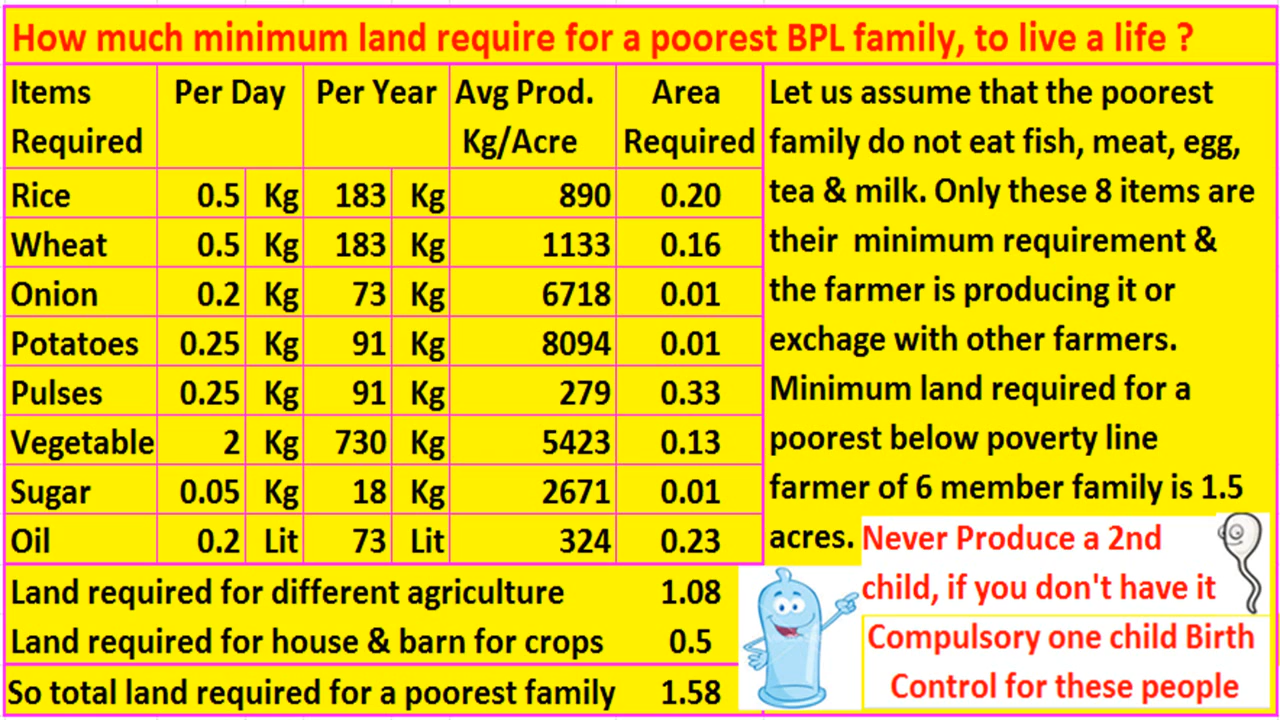 How much minimum land require for a poorest BPL family, to live a life ?
Items Required Per Day Per Year Avg Prod. Kg/Acre Area Required
Rice 0.5 Kg 183 Kg 890 0.20
Wheat 0.5 Kg 183 Kg 1133 0.16
Onion 0.2 Kg 73 Kg 6718 0.01
Potatoes 0.25 Kg 91 Kg 8094 0.01
Pulses 0.25 Kg 91 Kg 279 0.33
Vegetable 2 Kg 730 Kg 5423 0.13
Sugar 0.05 Kg 18 Kg 2671 0.01
Oil 0.2 Lit 73 Lit 324 0.23
Land required for different agriculture 1.08
Land required for house & barn for crops 0.5
So total land required for a poorest family 1.58
Let us assume that the poorest
family do not eat fish, meat, egg,
tea & milk. Only these 8 items are
their minimum requirement &
the farmer is producing it or
exchage with other farmers.
Minimum land required for a
poorest below poverty line
farmer of 6 member family is 1.5
acres.
Never Produce a 2nd
child, if you don't have it
Compulsory one child Birth
Control for these people